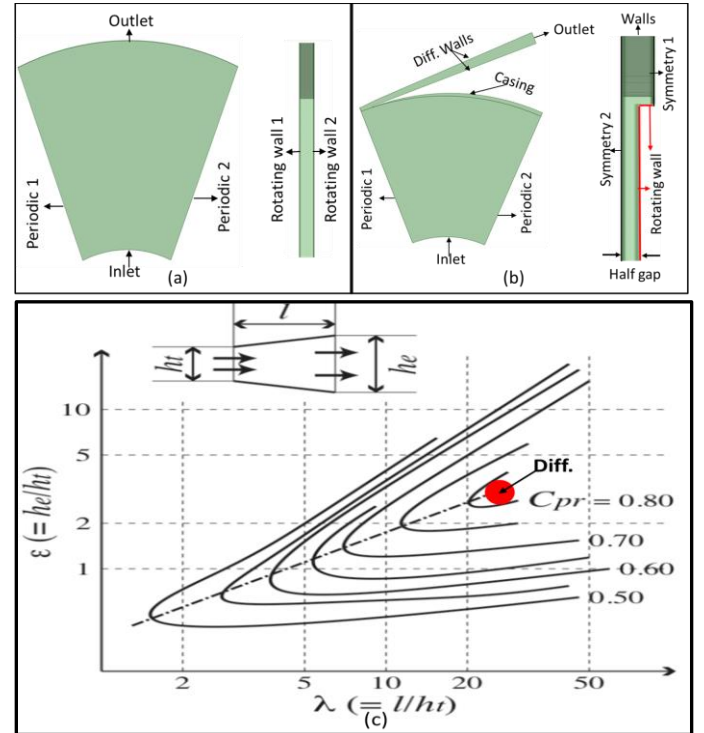 Outlet
Periodic 1
Periodic 2
Inlet
Rotating wall 1
Rotating wall 2
(a)
Outlet
Diff. Walls
Casing
Periodic 1
Periodic 2
Inlet
Walls
Symmetry 1
Symmetry 2
Rotating wall
Half gap
(b)
l
ht
he
ε (= he/ht)
10
5
2
1
Diff.
Cpr = 0.80
0.70
0.60
0.50
2
5
10
20
50
λ (= l/ht)
(c)